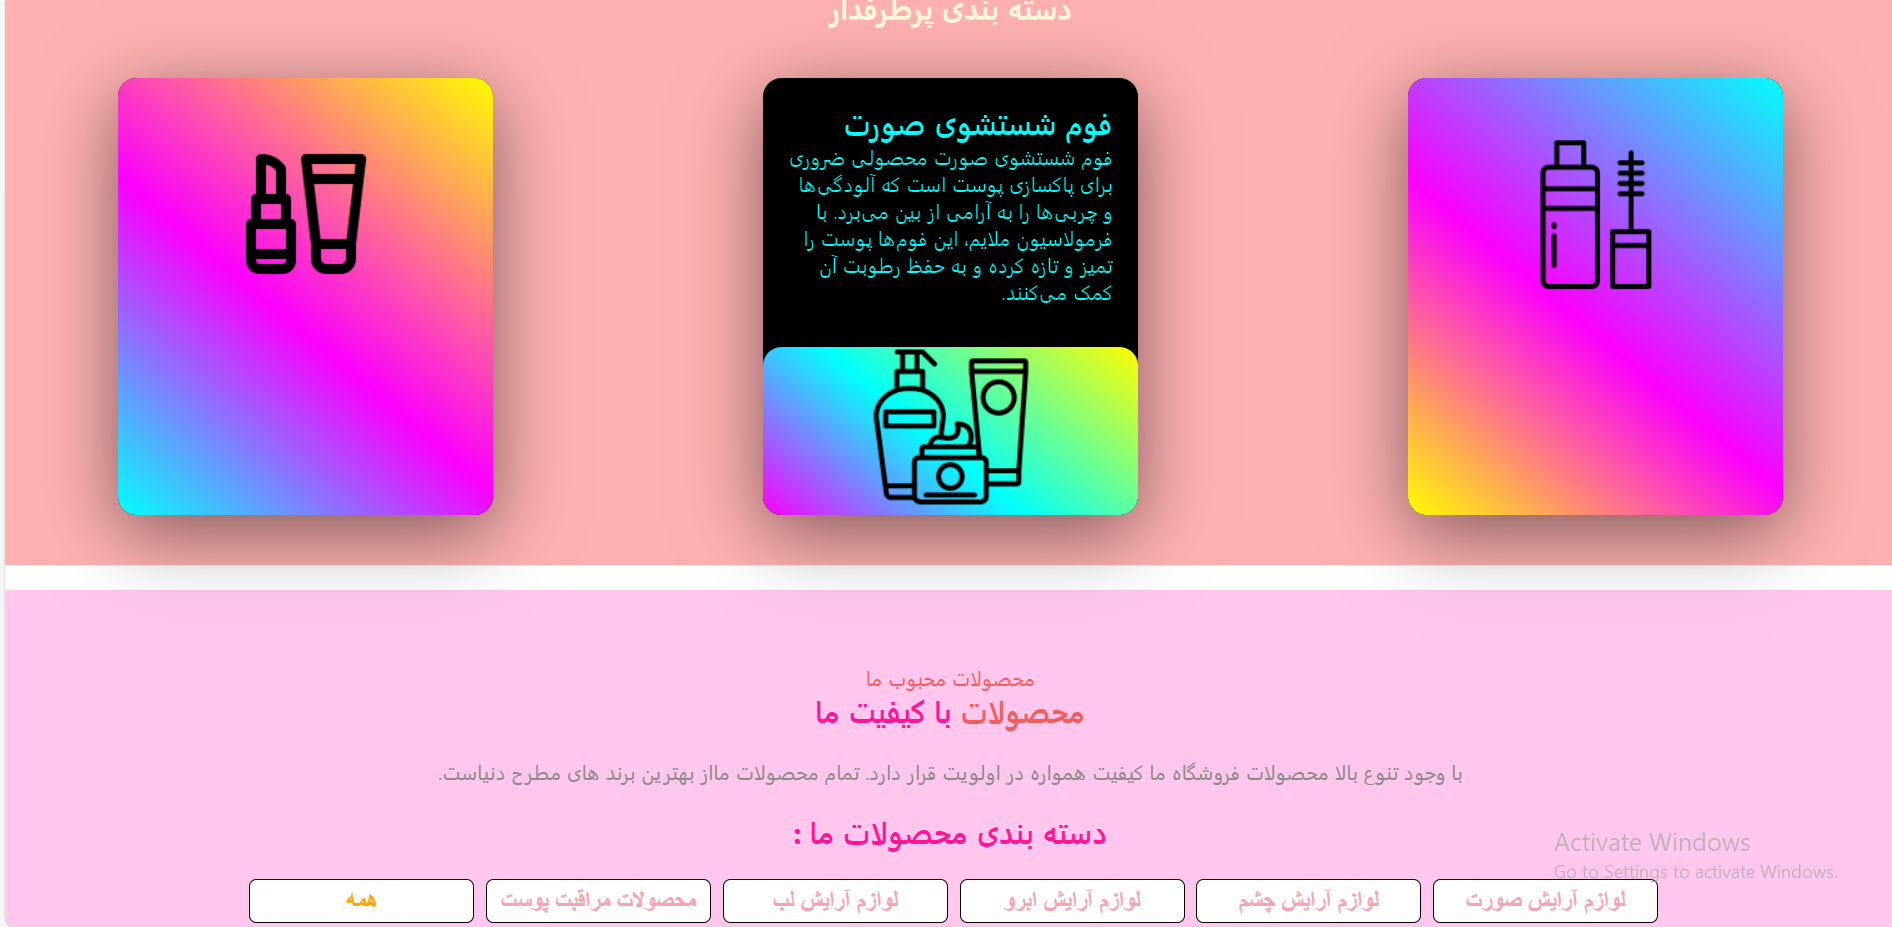 دسته بندی پرطرفدار
فوم شستشوی صورت
فوم شستشوی صورت محصولی ضروری
برای پاکسازی پوست است که آلودگی‌ها
و چربی‌ها را به آرامی از بین می‌برد. با
فرمولاسیون ملایم، این فوم‌ها پوست را
تمیز و تازه کرده و به حفظ رطوبت آن
کمک می‌کنند.
محصولات محبوب ما
محصولات با کیفیت ما
با وجود تنوع بالا محصولات فروشگاه ما کیفیت همواره در اولویت قرار دارد. تمام محصولات مااز بهترین برند های مطرح دنیاست.
دسته بندی محصولات ما :
لوازم آرایش صورت
لوازم آرایش چشم
لوازم آرایش ابرو
لوازم آرایش لب
محصولات مراقبت پوست
همه
Activate Windows
Go to Settings to activate Windows.